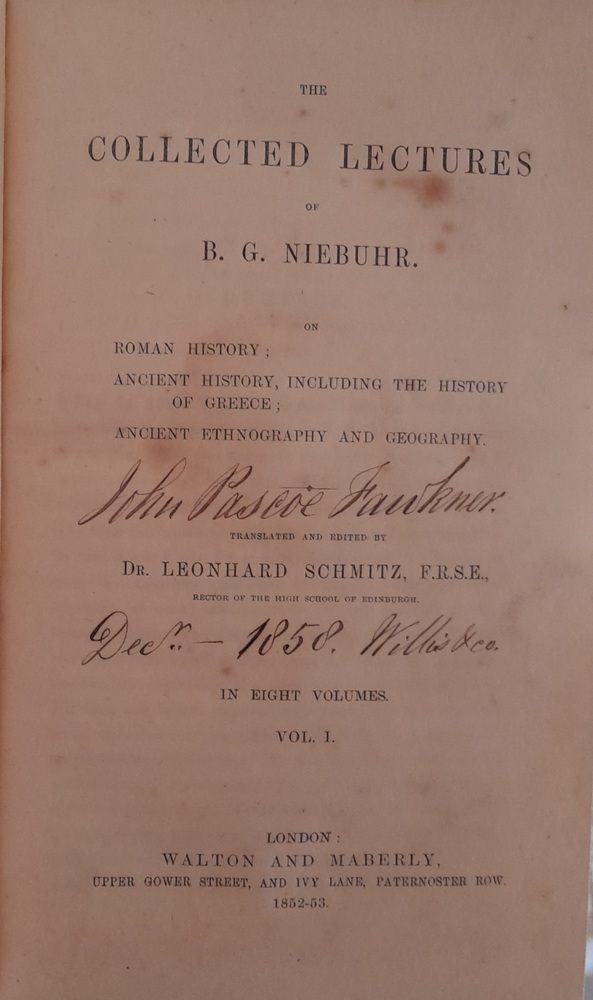 THE
COLLECTED LECTURES
OF
B. G. NIEBUHR.
ON
ROMAN HISTORY;
ANCIENT HISTORY, INCLUDING THE HISTORY
OF GREECE;
ANCIENT ETHNOGRAPHY AND GEOGRAPHY.
John Pascoe Fawkner.
TRANSLATED AND EDITED BY
DR. LEONHARD SCHMITZ, F.R.S.E.,
RECTOR OF THE HIGH SCHOOL OF EDINBURGH.
Decr. – 1858. Willis & co.
IN EIGHT VOLUMES.
VOL. I.
LONDON:
WALTON AND MABERLY,
UPPER GOWER STREET, AND IVY LANE, PATERNOSTER ROW.
1852-53.